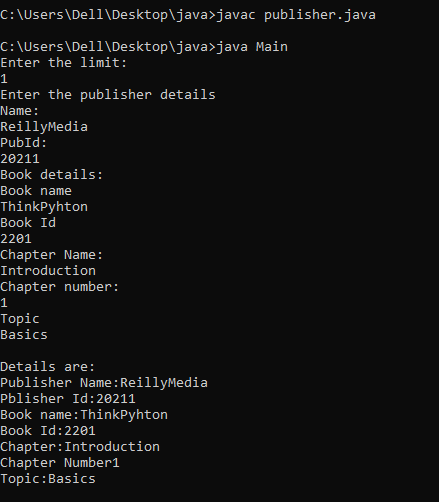 C:\Users\Dell\Desktop\java>javac publisher.java
C:\Users\Dell\Desktop\java>java Main
Enter the limit:
1
Enter the publisher details
Name:
ReillyMedia
PubId:
20211
Book details:
Book name
ThinkPyhton
Book Id
2201
Chapter Name:
Introduction
Chapter number:
1
Topic
Basics
Details are:
Publisher Name:ReillyMedia
Pblisher Id:20211
Book name:ThinkPyhton
Book Id:2201
Chapter:Introduction
Chapter Number1
Topic:Basics